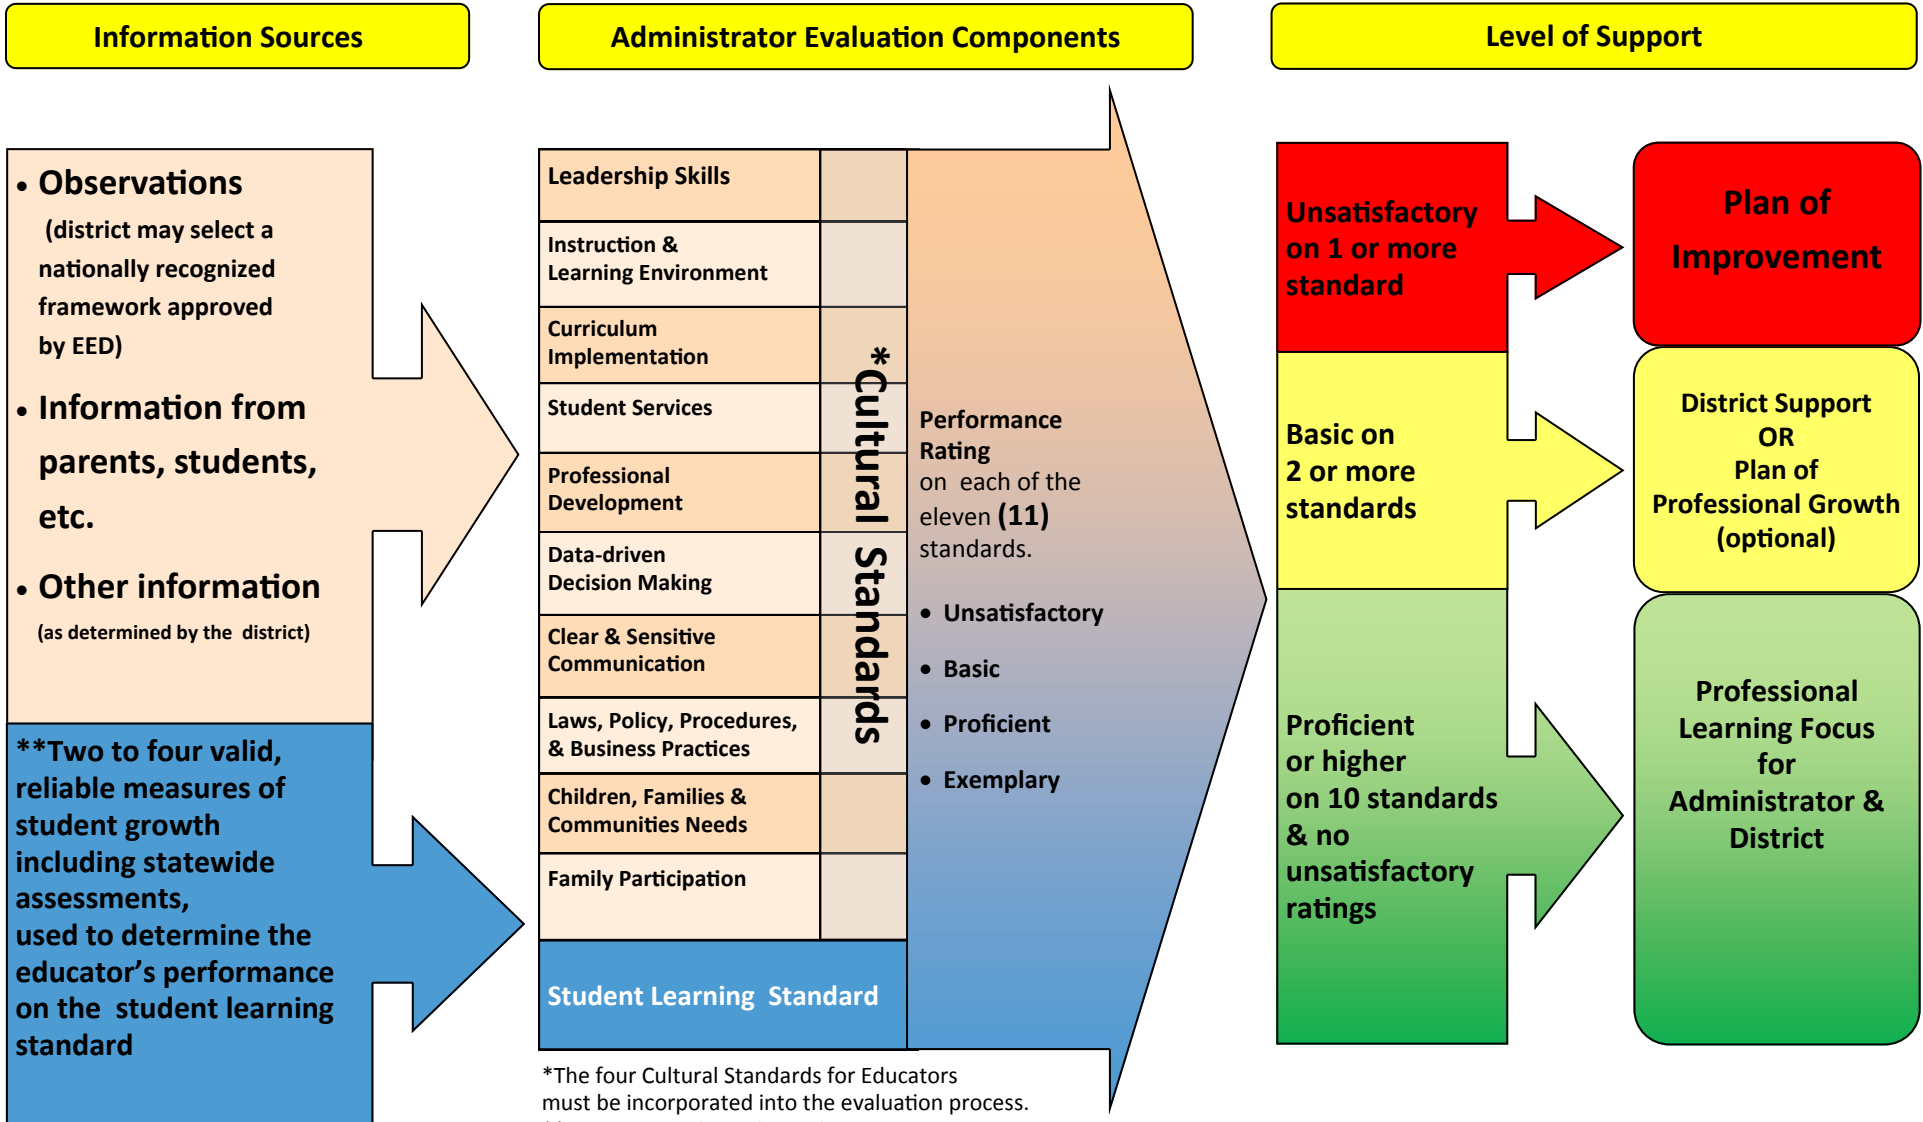 Information Sources
Administrator Evaluation Components
Level of Support
• Observations
(district may select a
nationally recognized
framework approved
by EED)
• Information from
parents, students,
etc.
• Other information
(as determined by the district)
**Two to four valid,
reliable measures of
student growth
including statewide
assessments,
used to determine the
educator’s performance
on the student learning
standard
Leadership Skills
Instruction &
Learning Environment
Curriculum
Implementation
Student Services
Professional
Development
Data-driven
Decision Making
Clear & Sensitive
Communication
Laws, Policy, Procedures,
& Business Practices
Children, Families &
Communities Needs
Family Participation
*Cultural Standards
Student Learning Standard
*The four Cultural Standards for Educators
must be incorporated into the evaluation process.
Performance
Rating
on each of the
eleven (11)
standards.
• Unsatisfactory
• Basic
• Proficient
• Exemplary
Unsatisfactory
on 1 or more
standard
Plan of
Improvement
Basic on
2 or more
standards
District Support
OR
Plan of
Professional Growth
(optional)
Proficient
or higher
on 10 standards
& no
unsatisfactory
ratings
Professional
Learning Focus
for
Administrator &
District